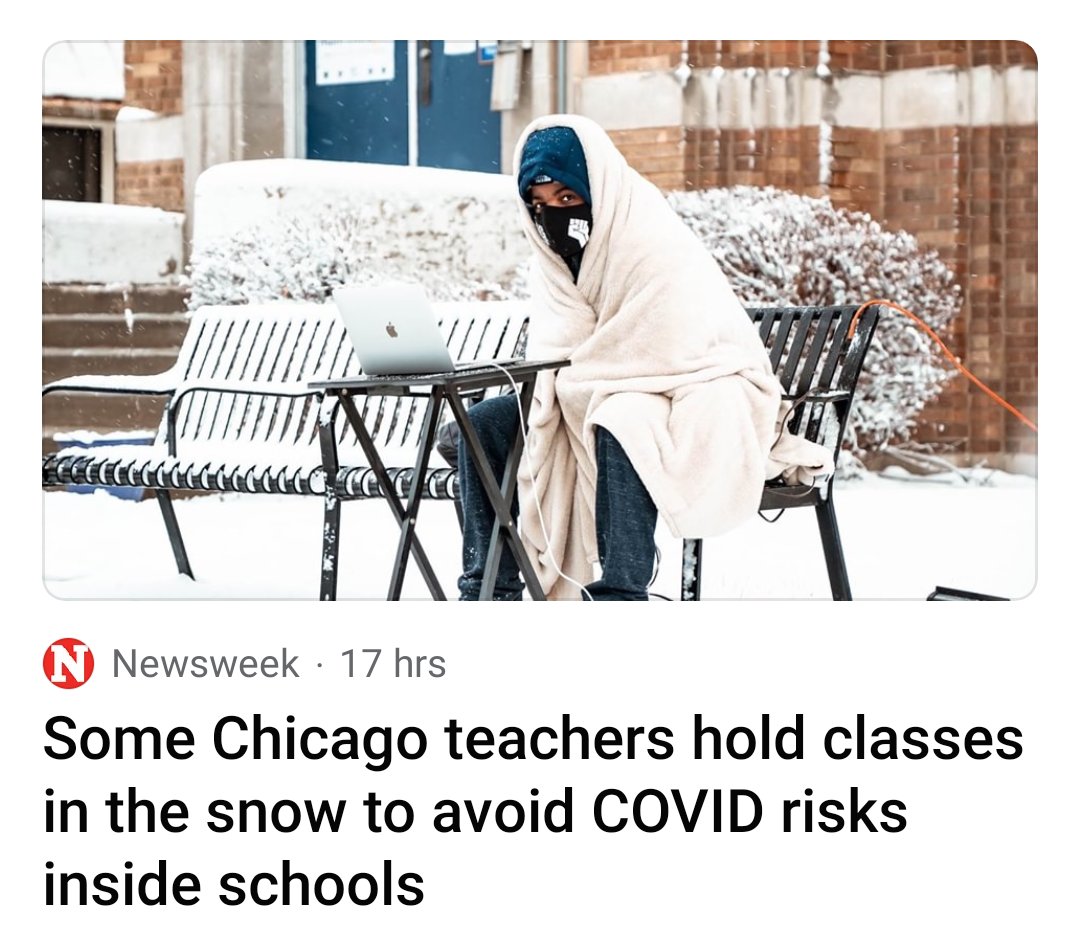 Newsweek · 17 hrs
Some Chicago teachers hold classes
in the snow to avoid COVID risks
inside schools